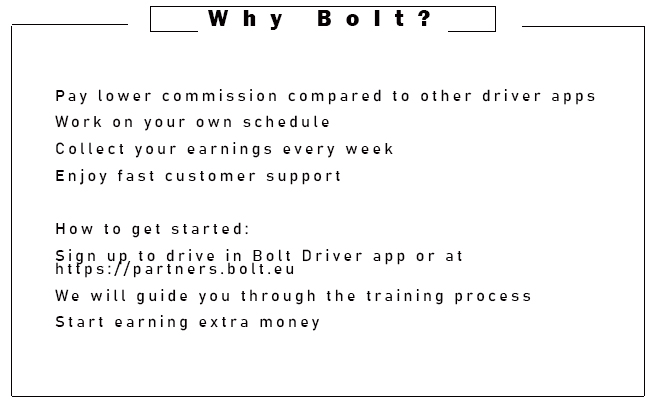 Why Bolt?
Pay lower commission compared to other driver apps
Work on your own schedule
Collect your earnings every week
Enjoy fast customer support
How to get started:
Sign up to drive in Bolt Driver app or at
https://partners.bolt.eu
We will guide you through the training process
Start earning extra money